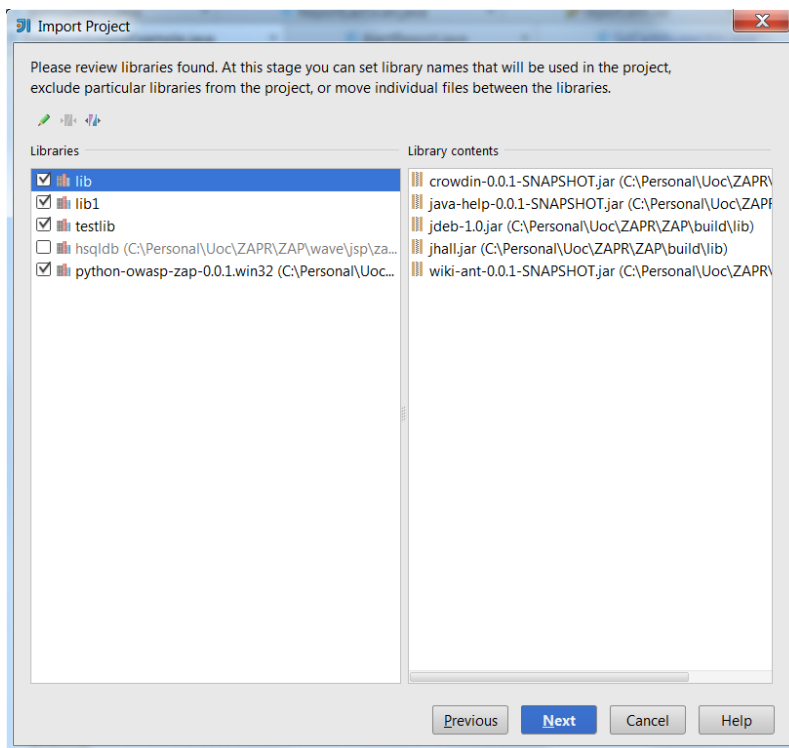 Import Project
Please review libraries found. At this stage you can set library names that will be used in the project,
exclude particular libraries from the project, or move individual files between the libraries.
Libraries
Library contents
lib
lib1
testlib
hsqldb (C:\Personal\Uoc\ZAPR\ZAP\wave\jsp\za...
python-owasp-zap-0.0.1.win32 (C:\Personal\Uoc...
crowdin-0.0.1-SNAPSHOT.jar (C:\Personal\Uoc\ZAPR\
java-help-0.0.1-SNAPSHOT.jar (C:\Personal\Uoc\ZAPR
jdeb-1.0.jar (C:\Personal\Uoc\ZAPR\ZAP\build\lib)
jhall.jar (C:\Personal\Uoc\ZAPR\ZAP\build\lib)
wiki-ant-0.0.1-SNAPSHOT.jar (C:\Personal\Uoc\ZAPR\
Previous
Next
Cancel
Help